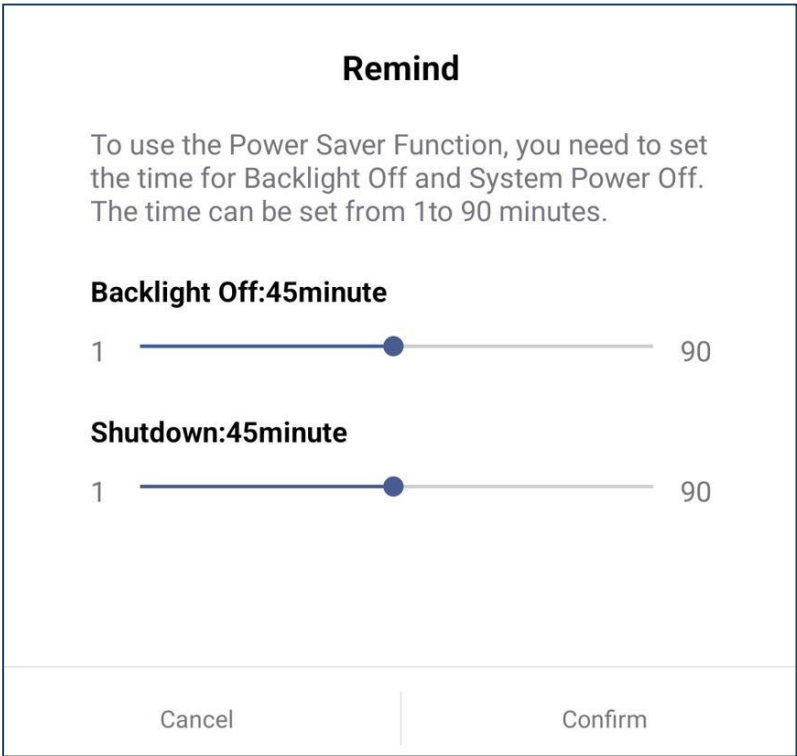 Remind
To use the Power Saver Function, you need to set
the time for Backlight Off and System Power Off.
The time can be set from 1to 90 minutes.
Backlight Off:45minute
1 90
Shutdown:45minute
1 90
Cancel Confirm